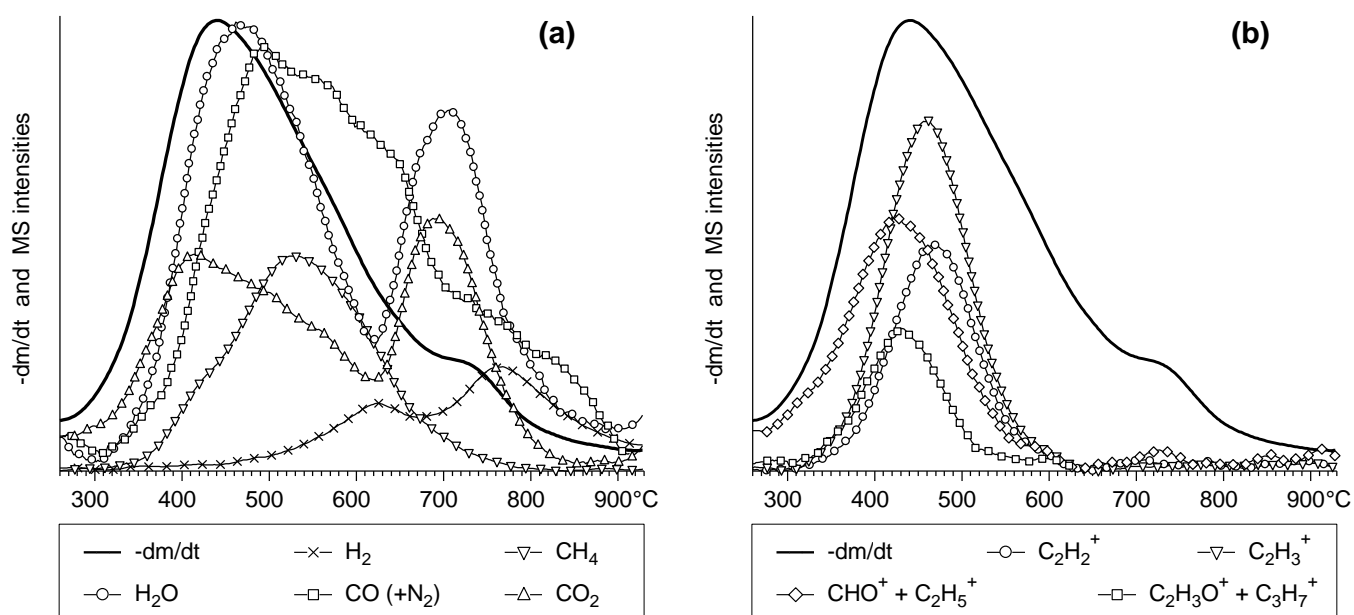 (a)
-dm/dt and MS intensities
300 400 500 600 700 800 900°C
-dm/dt H₂ CH₄
H₂O CO (+N₂) CO₂
(b)
-dm/dt and MS intensities
300 400 500 600 700 800 900°C
-dm/dt C₂H₂⁺ C₂H₃⁺
CHO⁺ + C₂H₅⁺ C₂H₃O⁺ + C₃H₇⁺